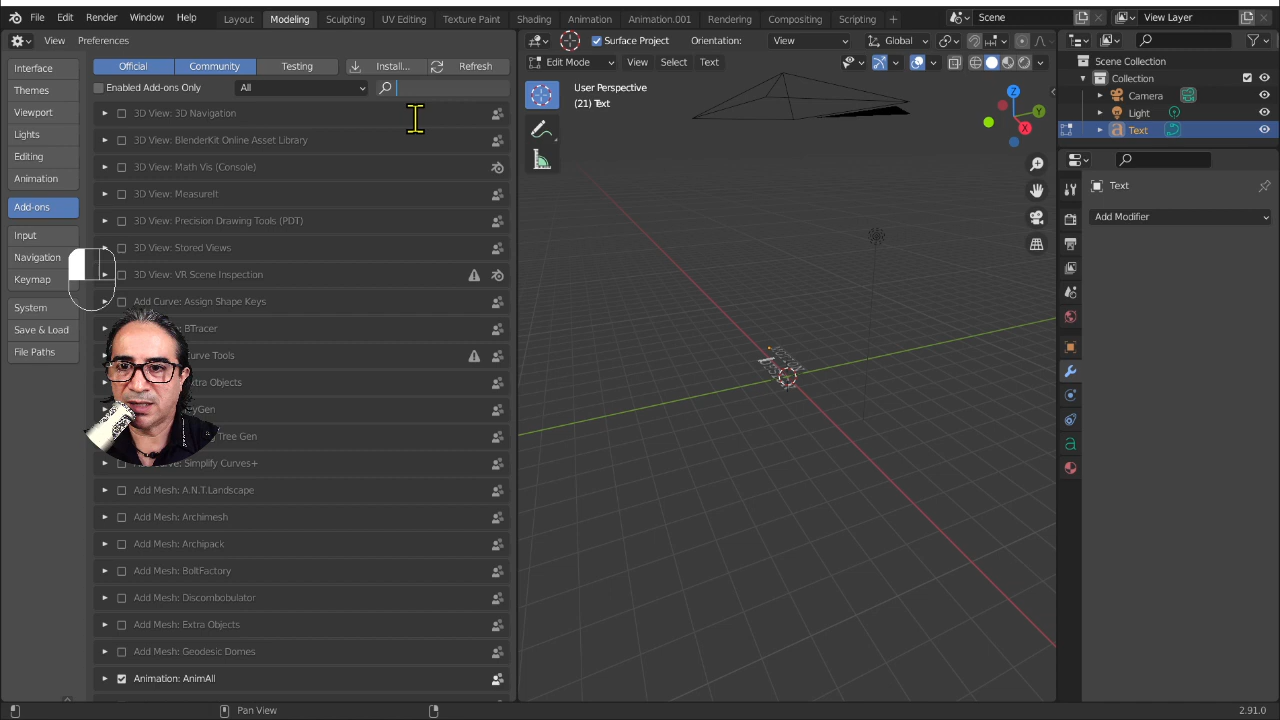 File Edit Render Window Help Layout Modeling Sculpting UV Editing Texture Paint Shading Animation Animation.001 Rendering Compositing Scripting + Scene View Layer
View Preferences
Surface Project Orientation: View Global
Edit Mode View Select Text
Interface
Themes
Viewport
Lights
Editing
Animation
Add-ons
Input
Navigation
Keymap
System
Save & Load
File Paths
Official Community Testing Install... Refresh
Enabled Add-ons Only All
3D View: 3D Navigation
3D View: BlenderKit Online Asset Library
3D View: Math Vis (Console)
3D View: MeasureIt
3D View: Precision Drawing Tools (PDT)
3D View: Stored Views
3D View: VR Scene Inspection
Add Curve: Assign Shape Keys
BTracer
Curve Tools
Extra Objects
Tree Gen
Simplify Curves+
Add Mesh: A.N.T.Landscape
Add Mesh: Archimesh
Add Mesh: Archipack
Add Mesh: BoltFactory
Add Mesh: Discombobulator
Add Mesh: Extra Objects
Add Mesh: Geodesic Domes
Animation: AnimAll
User Perspective
(21) Text
Z
Y
X
Scene Collection
Collection
Camera
Light
Text
Text
Add Modifier
Pan View
2.91.0